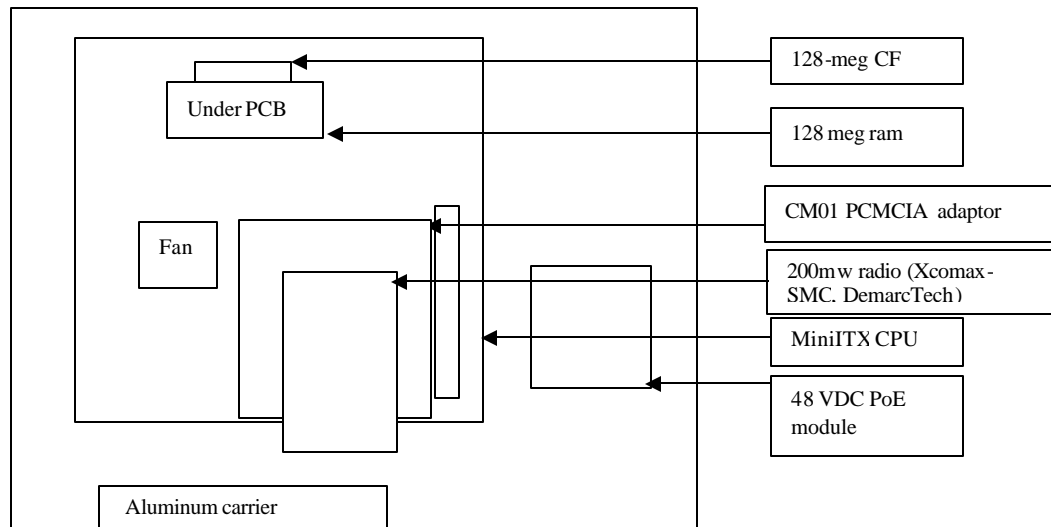 128-meg CF
Under PCB
128 meg ram
CM01 PCMCIA adaptor
Fan
200mw radio (Xcomax-
SMC, DemarcTech)
MiniITX CPU
48 VDC PoE
module
Aluminum carrier